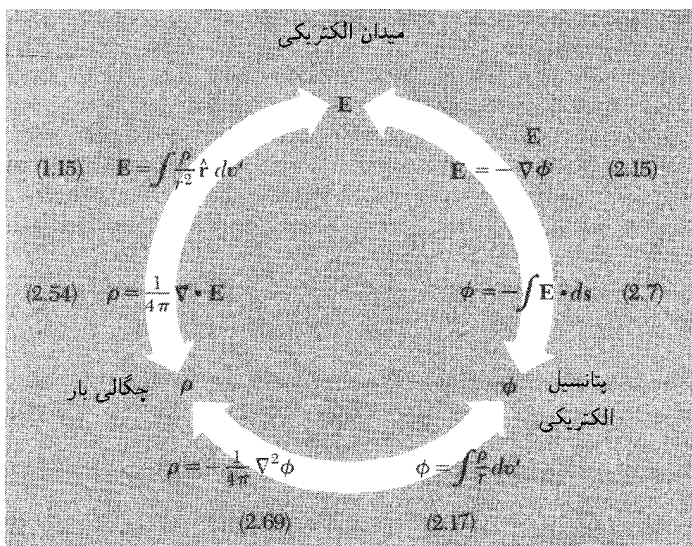 میدان الکتریکی
E
E
(1.15) E = ∫ ρ/r² r̂ dv' E = −∇φ (2.15)
(2.54) ρ = 1/4π ∇ • E φ = −∫ E • ds (2.7)
چگالی بار ρ φ پتانسیل
الکتریکی
ρ = − 1/4π ∇²φ φ = ∫ ρ/r dv'
(2.69) (2.17)